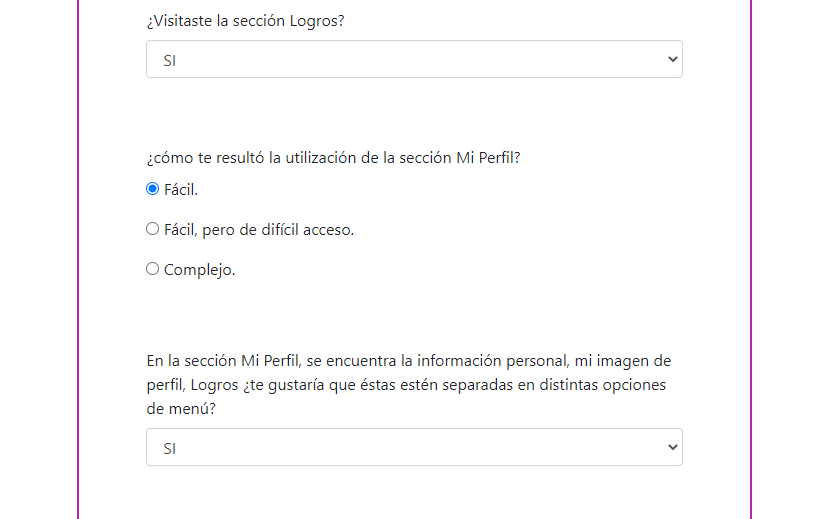 ¿Visitaste la sección Logros?
SI
¿cómo te resultó la utilización de la sección Mi Perfil?
Fácil.
Fácil, pero de difícil acceso.
Complejo.
En la sección Mi Perfil, se encuentra la información personal, mi imagen de
perfil, Logros ¿te gustaría que éstas estén separadas en distintas opciones
de menú?
SI